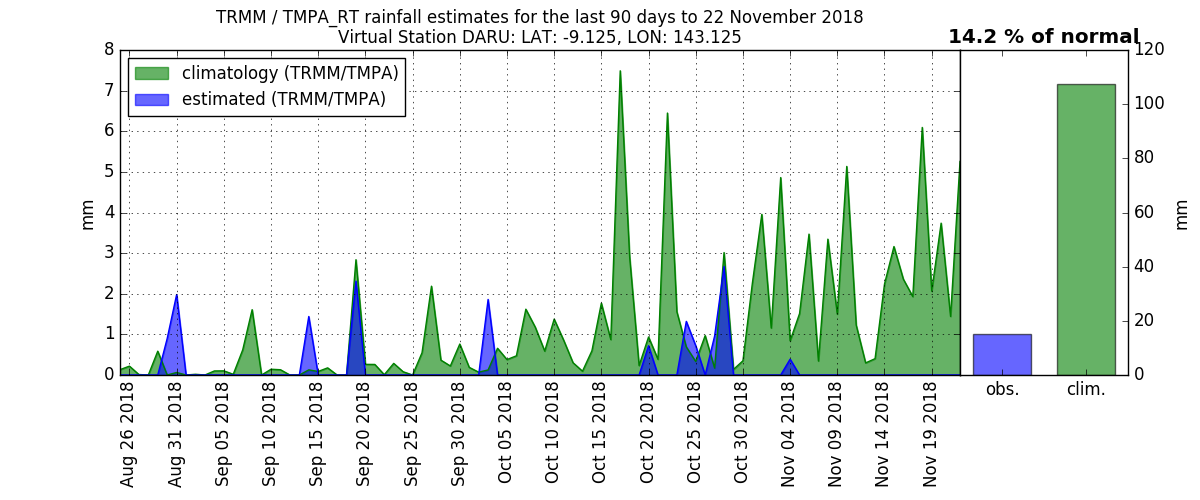 TRMM / TMPA_RT rainfall estimates for the last 90 days to 22 November 2018
Virtual Station DARU: LAT: -9.125, LON: 143.125
14.2 % of normal
climatology (TRMM/TMPA)
estimated (TRMM/TMPA)
8
7
6
5
4
3
2
1
0
mm
120
100
80
60
40
20
0
mm
Aug 26 2018
Aug 31 2018
Sep 05 2018
Sep 10 2018
Sep 15 2018
Sep 20 2018
Sep 25 2018
Sep 30 2018
Oct 05 2018
Oct 10 2018
Oct 15 2018
Oct 20 2018
Oct 25 2018
Oct 30 2018
Nov 04 2018
Nov 09 2018
Nov 14 2018
Nov 19 2018
obs.
clim.